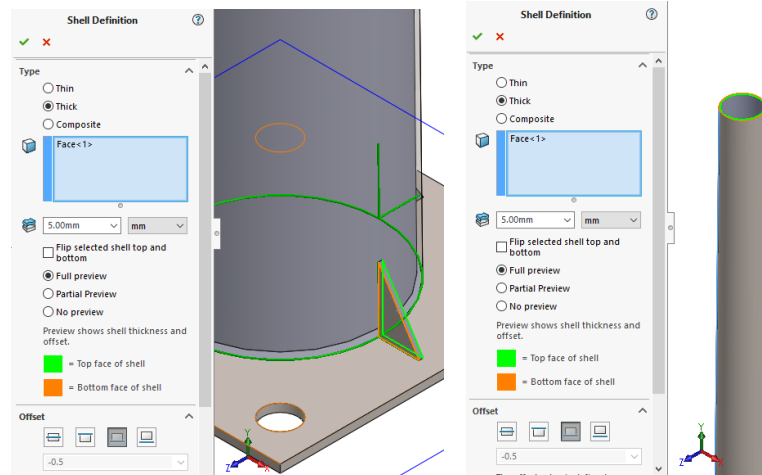 Shell Definition
Type
Thin
Thick
Composite
Face<1>
5.00mm
mm
Flip selected shell top and
bottom
Full preview
Partial Preview
No preview
Preview shows shell thickness and
offset.
= Top face of shell
= Bottom face of shell
Offset
-0.5
Y
Z
X
Shell Definition
Type
Thin
Thick
Composite
Face<1>
5.00mm
mm
Flip selected shell top and
bottom
Full preview
Partial Preview
No preview
Preview shows shell thickness and
offset.
= Top face of shell
= Bottom face of shell
Offset
-0.5
Y
Z
X